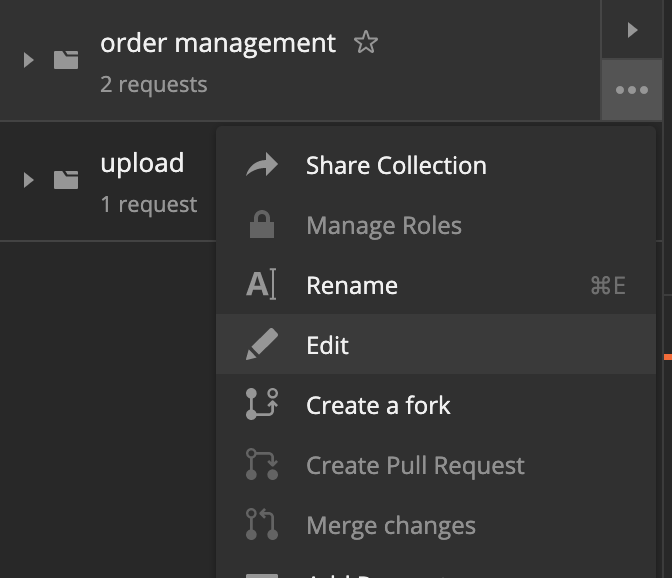 order management
2 requests
upload
1 request
Share Collection
Manage Roles
Rename ⌘E
Edit
Create a fork
Create Pull Request
Merge changes